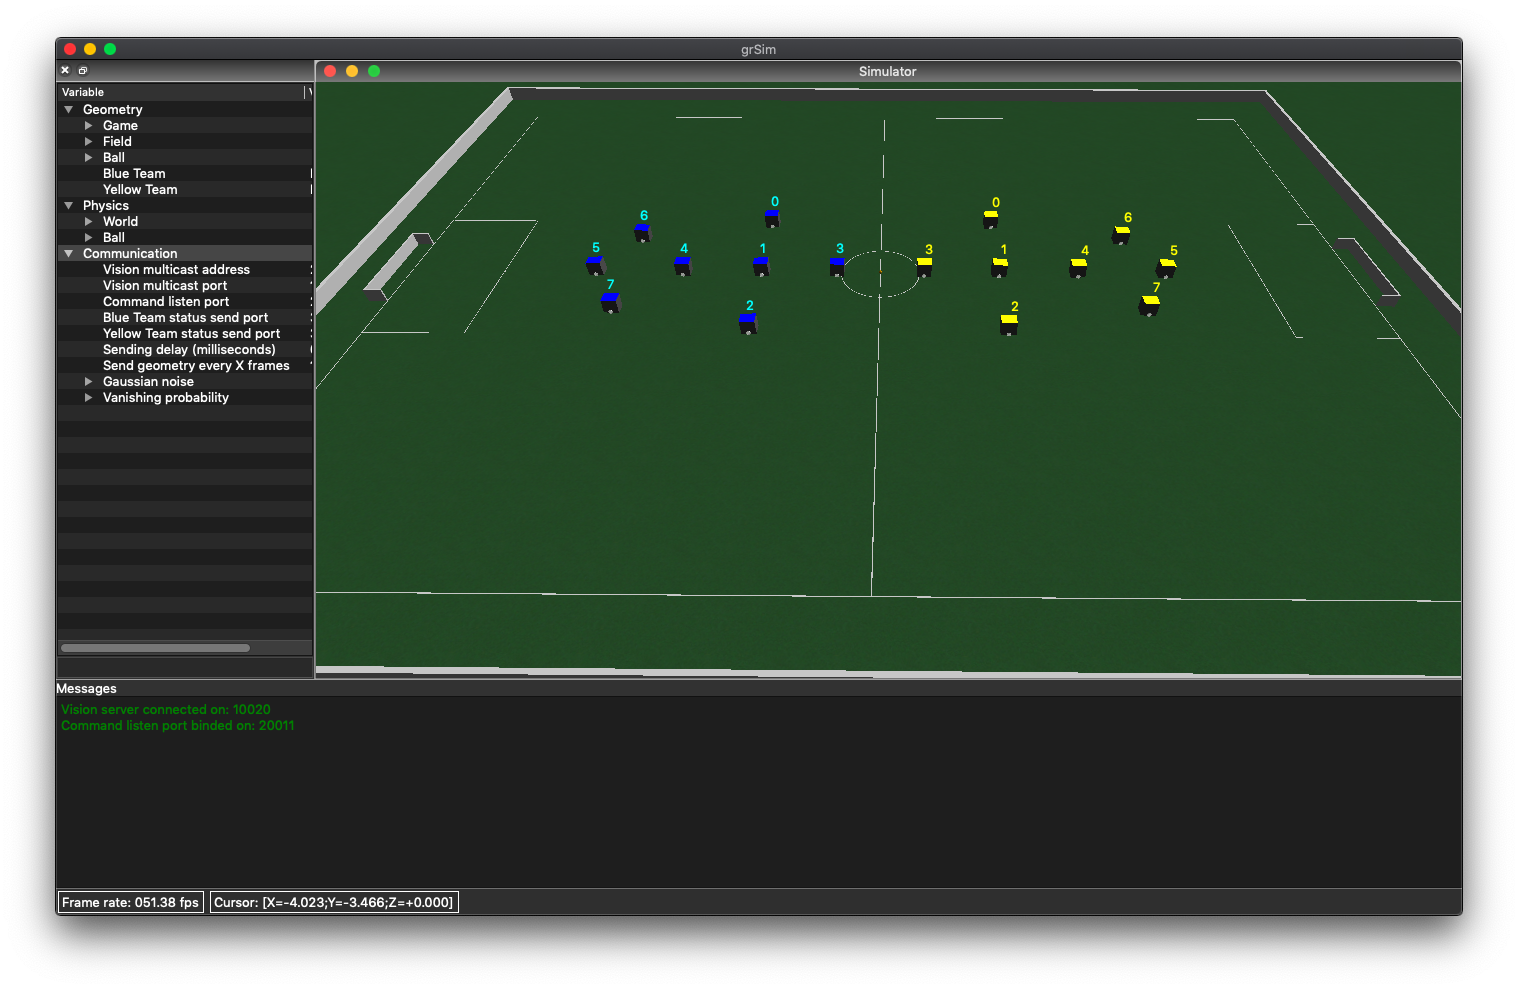 grSim
Simulator
Variable
Geometry
Game
Field
Ball
Blue Team
Yellow Team
Physics
World
Ball
Communication
Vision multicast address
Vision multicast port
Command listen port
Blue Team status send port
Yellow Team status send port
Sending delay (milliseconds)
Send geometry every X frames
Gaussian noise
Vanishing probability
0
0
6
6
5
4
1
3
3
1
4
5
7
7
2
2
Messages
Vision server connected on: 10020
Command listen port binded on: 20011
Frame rate: 051.38 fps
Cursor: [X=-4.023;Y=-3.466;Z=+0.000]